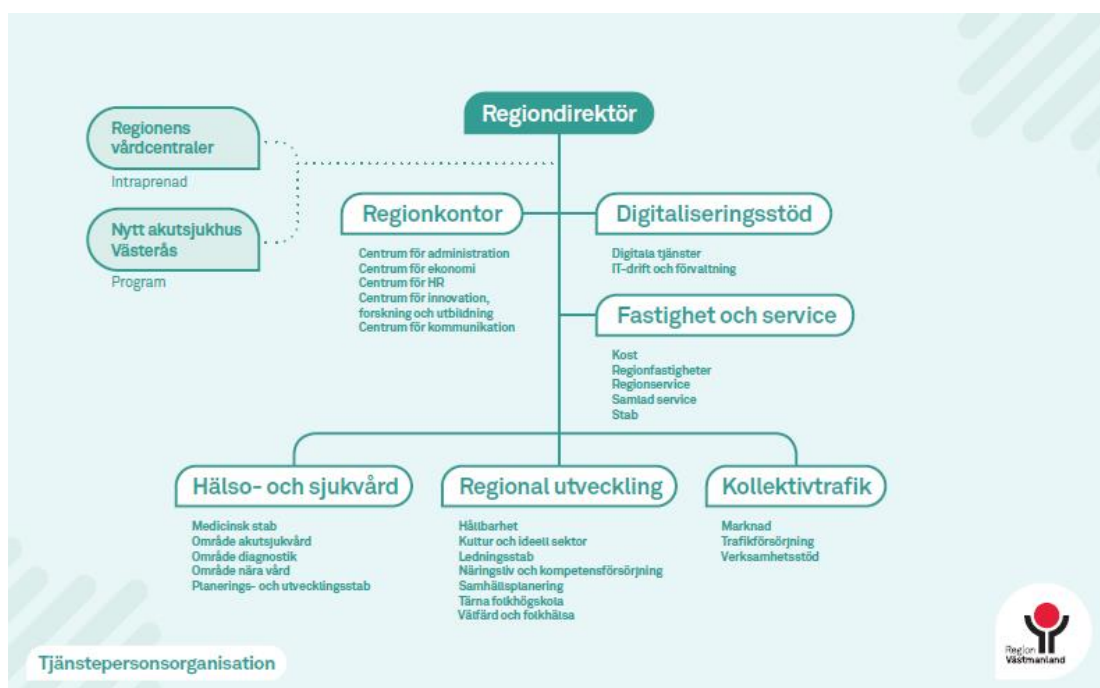 Regiondirektör
Regionens
vårdcentraler
Intraprenad
Nytt akutsjukhus
Västerås
Program
Regionkontor
Centrum för administration
Centrum för ekonomi
Centrum för HR
Centrum för innovation,
forskning och utbildning
Centrum för kommunikation
Digitaliseringsstöd
Digitala tjänster
IT-drift och förvaltning
Fastighet och service
Kost
Regionfastigheter
Regionservice
Samlad service
Stab
Hälso- och sjukvård
Medicinsk stab
Område akutsjukvård
Område diagnostik
Område nära vård
Planerings- och utvecklingsstab
Regional utveckling
Hållbarhet
Kultur och ideell sektor
Ledningsstab
Näringsliv och kompetensförsörjning
Samhällsplanering
Tärna folkhögskola
Välfärd och folkhälsa
Kollektivtrafik
Marknad
Trafikförsörjning
Verksamhetsstöd
Tjänstepersonsorganisation
Region
Västmanland